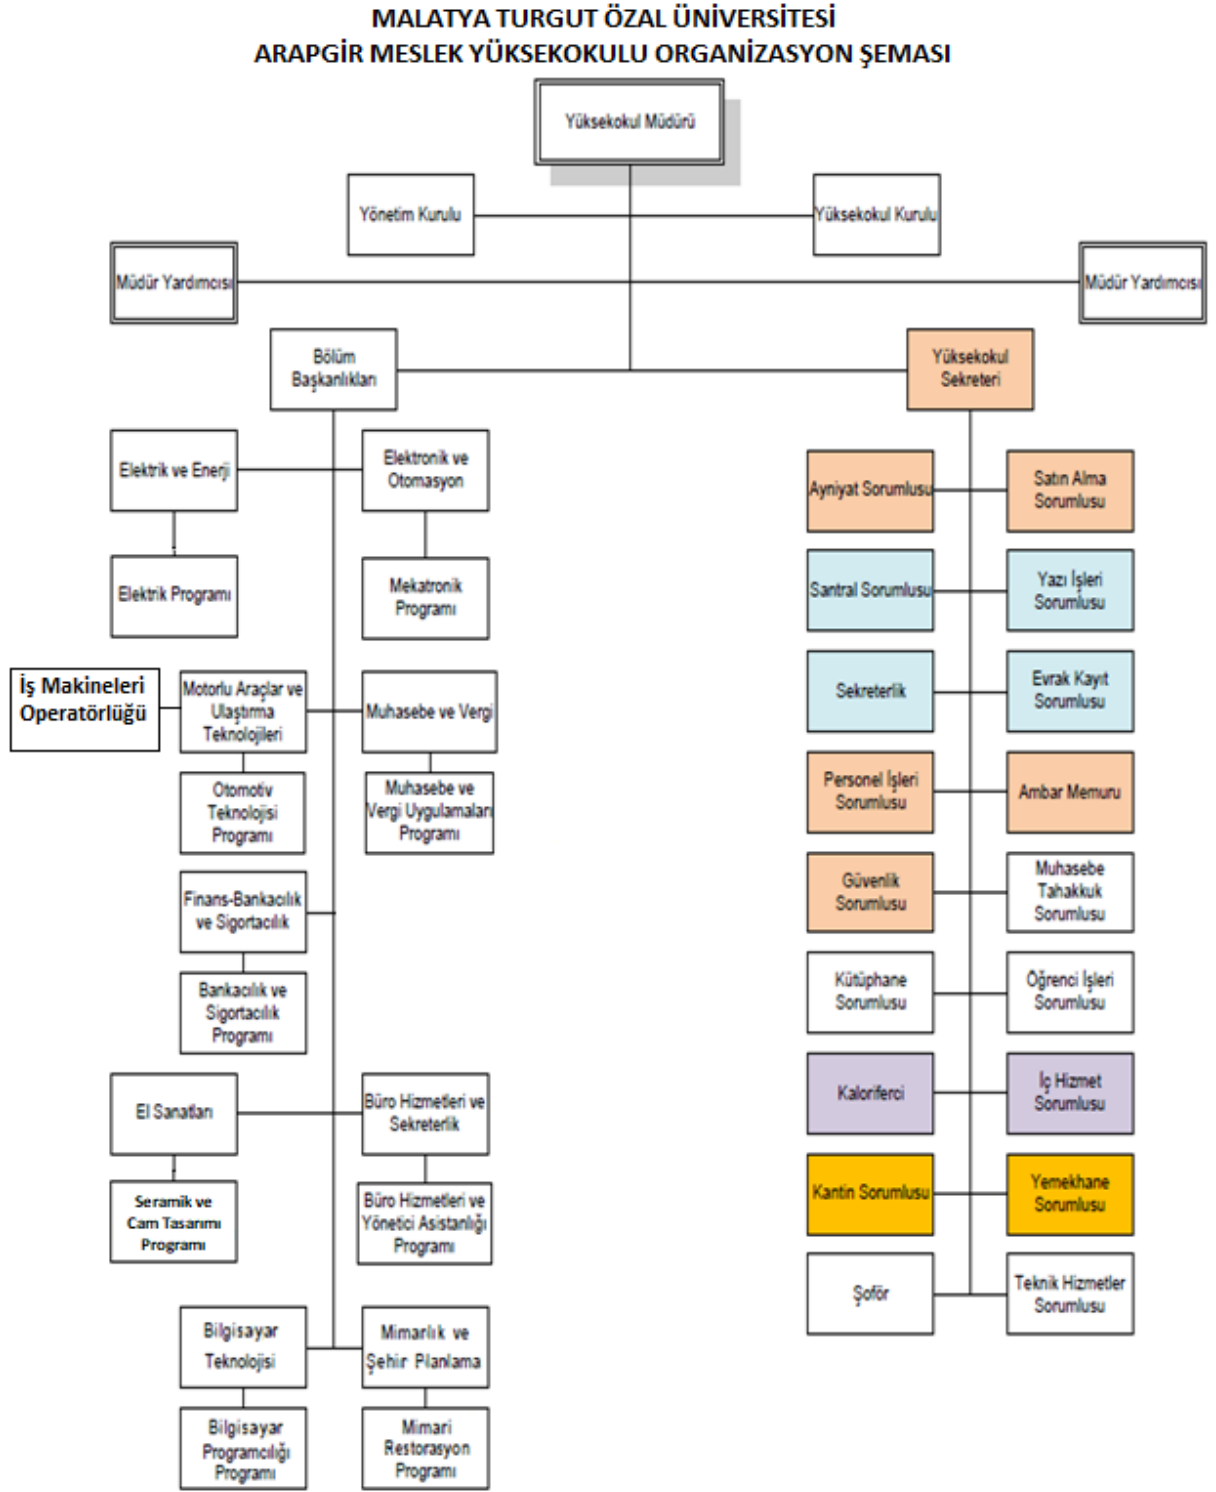 MALATYA TURGUT ÖZAL ÜNİVERSİTESİ
ARAPGİR MESLEK YÜKSEKOKULU ORGANİZASYON ŞEMASI
Yüksekokul Müdürü
Yönetim Kurulu
Yüksekokul Kurulu
Müdür Yardımcısı
Müdür Yardımcısı
Bölüm
Başkanlıkları
Yüksekokul
Sekreteri
Elektrik ve Enerji
Elektronik ve
Otomasyon
Elektrik Programı
Mekatronik
Programı
İş Makineleri
Operatörlüğü
Motorlu Araçlar ve
Ulaştırma
Teknolojileri
Muhasebe ve Vergi
Otomotiv
Teknolojisi
Programı
Muhasebe ve
Vergi Uygulamaları
Programı
Finans-Bankacılık
ve Sigortacılık
Bankacılık ve
Sigortacılık
Programı
El Sanatları
Büro Hizmetleri ve
Sekreterlik
Seramik ve
Cam Tasarımı
Programı
Büro Hizmetleri ve
Yönetici Asistanlığı
Programı
Bilgisayar
Teknolojisi
Mimarlık ve
Şehir Planlama
Bilgisayar
Programcılığı
Programı
Mimari
Restorasyon
Programı
Ayniyat Sorumlusu
Satın Alma
Sorumlusu
Santral Sorumlusu
Yazı İşleri
Sorumlusu
Sekreterlik
Evrak Kayıt
Sorumlusu
Personel İşleri
Sorumlusu
Ambar Memuru
Güvenlik
Sorumlusu
Muhasebe
Tahakkuk
Sorumlusu
Kütüphane
Sorumlusu
Öğrenci İşleri
Sorumlusu
Kaloriferci
İç Hizmet
Sorumlusu
Kantin Sorumlusu
Yemekhane
Sorumlusu
Şoför
Teknik Hizmetler
Sorumlusu